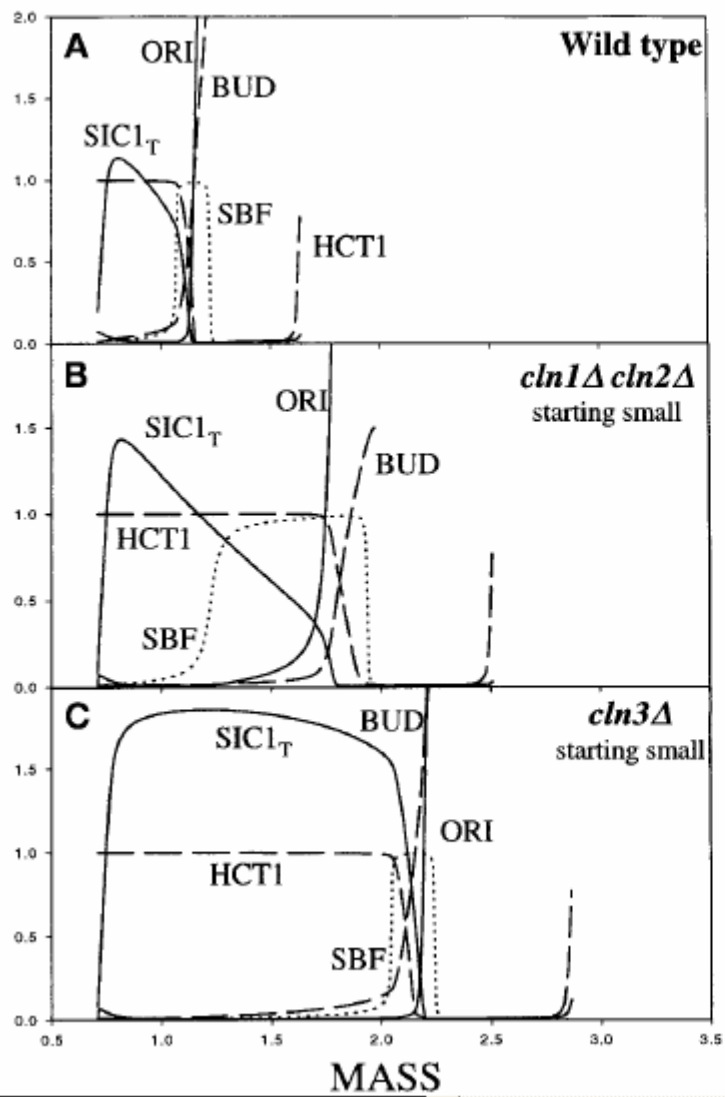 2.0
A
ORI
Wild type
BUD
1.5
SIC1T
1.0
SBF
HCT1
0.5
0.0
B
cln1Δ cln2Δ
ORI
starting small
SIC1T
1.5
BUD
1.0
HCT1
0.5
SBF
0.0
C
BUD
cln3Δ
SIC1T
starting small
1.5
ORI
1.0
HCT1
SBF
0.5
0.0
0.5 1.0 1.5 2.0 2.5 3.0 3.5
MASS